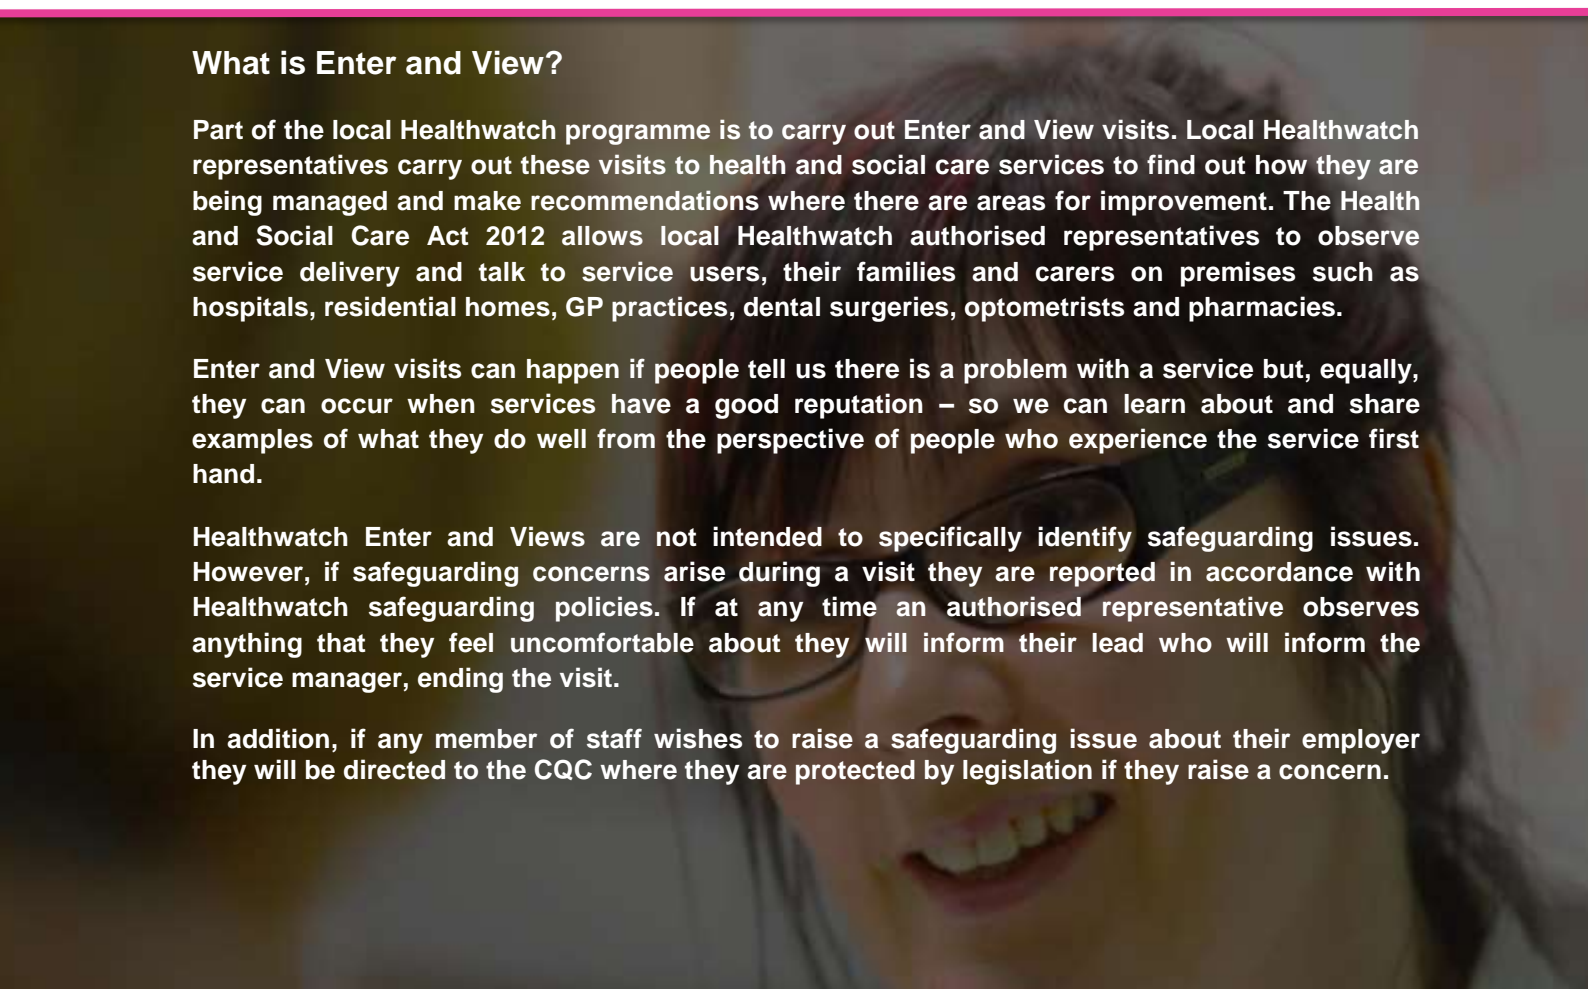 What is Enter and View?
Part of the local Healthwatch programme is to carry out Enter and View visits. Local Healthwatch
representatives carry out these visits to health and social care services to find out how they are
being managed and make recommendations where there are areas for improvement. The Health
and Social Care Act 2012 allows local Healthwatch authorised representatives to observe
service delivery and talk to service users, their families and carers on premises such as
hospitals, residential homes, GP practices, dental surgeries, optometrists and pharmacies.
Enter and View visits can happen if people tell us there is a problem with a service but, equally,
they can occur when services have a good reputation – so we can learn about and share
examples of what they do well from the perspective of people who experience the service first
hand.
Healthwatch Enter and Views are not intended to specifically identify safeguarding issues.
However, if safeguarding concerns arise during a visit they are reported in accordance with
Healthwatch safeguarding policies. If at any time an authorised representative observes
anything that they feel uncomfortable about they will inform their lead who will inform the
service manager, ending the visit.
In addition, if any member of staff wishes to raise a safeguarding issue about their employer
they will be directed to the CQC where they are protected by legislation if they raise a concern.